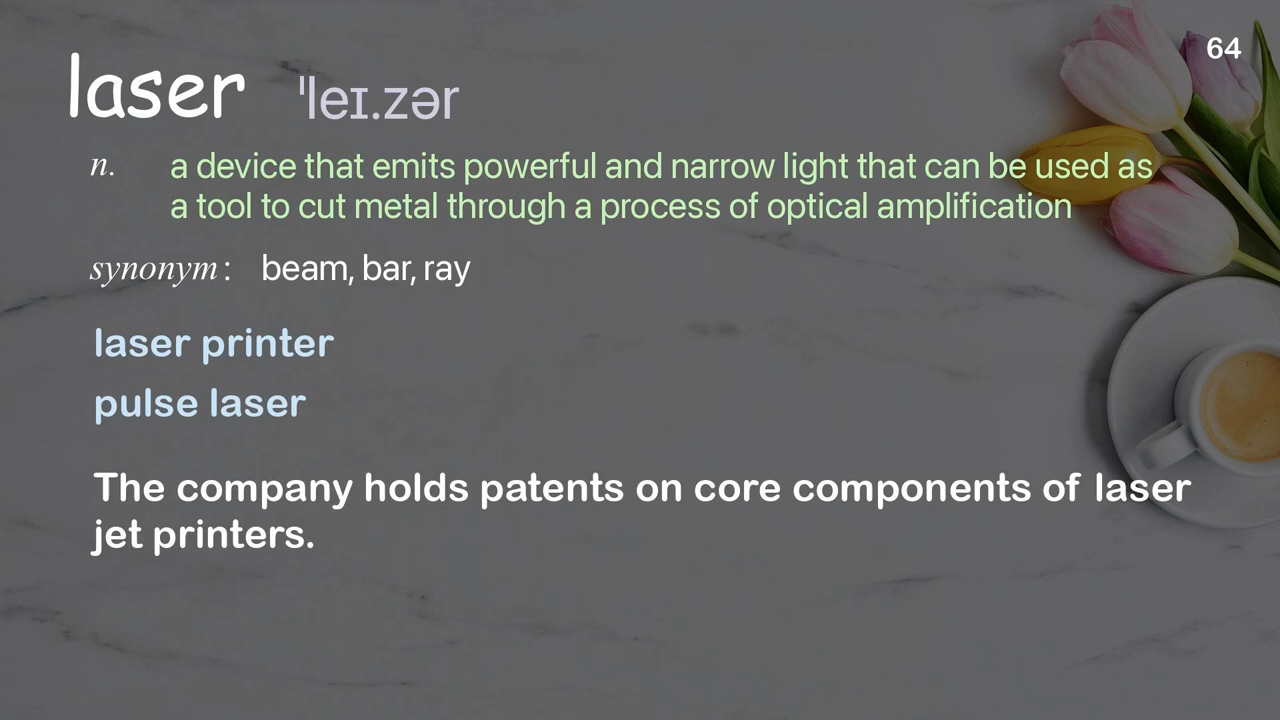 64
laser ˈleɪ.zər
n. a device that emits powerful and narrow light that can be used as
a tool to cut metal through a process of optical amplification
synonym: beam, bar, ray
laser printer
pulse laser
The company holds patents on core components of laser
jet printers.